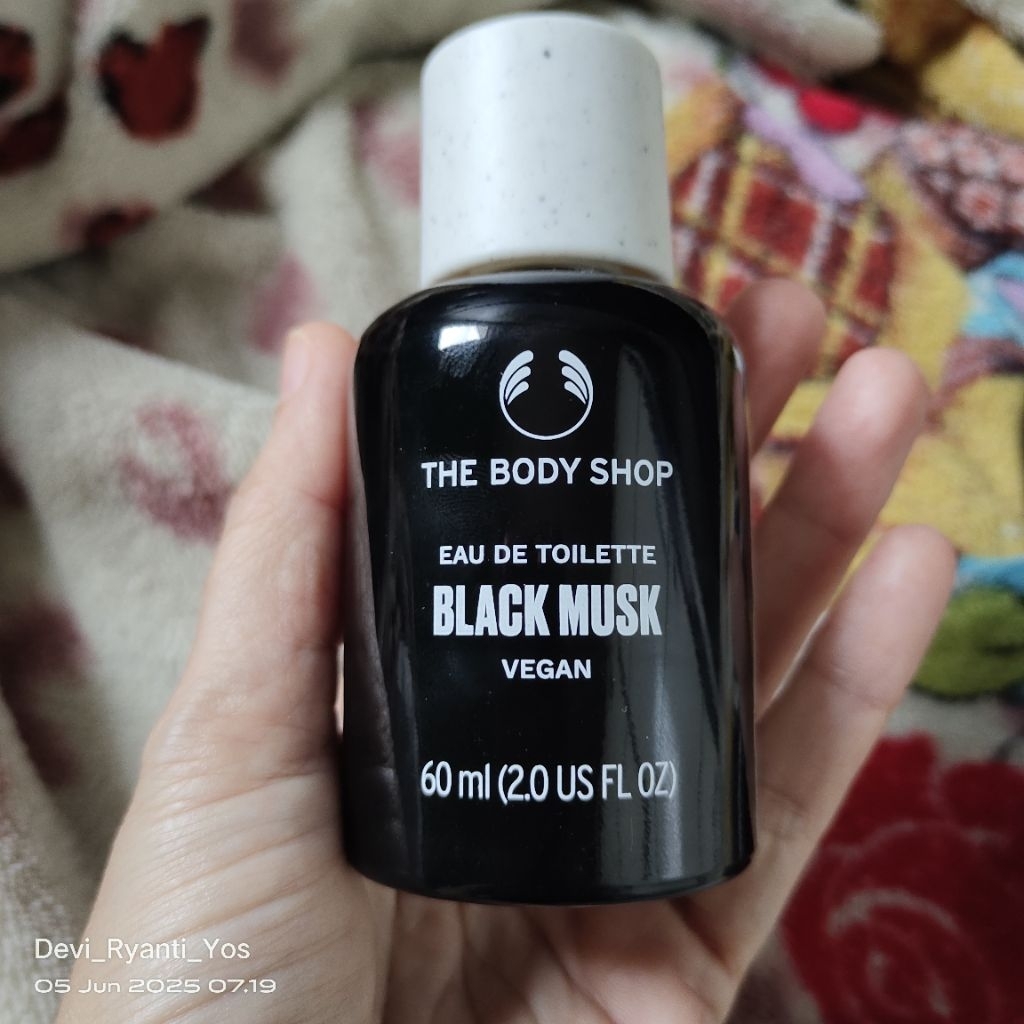 THE BODY SHOP
EAU DE TOILETTE
BLACK MUSK
VEGAN
60 ml (2.0 US FL OZ)
Devi_Ryanti_Yos
05 Jun 2025 07.19